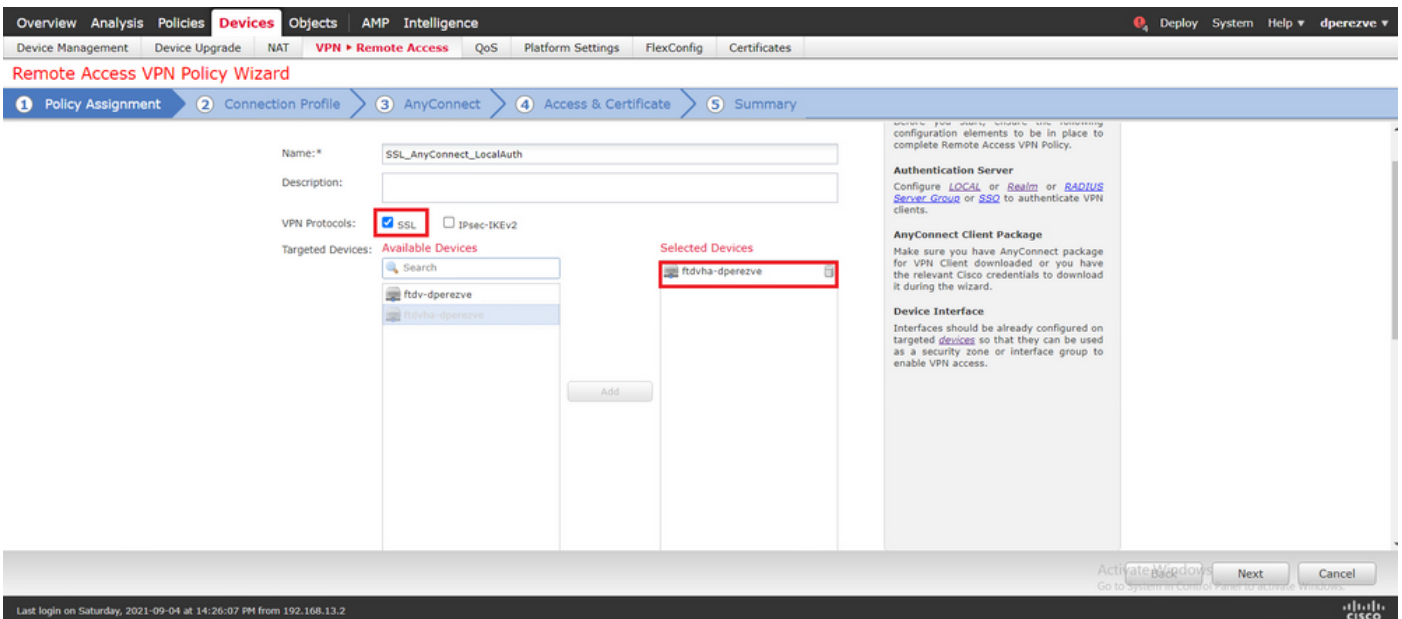 Overview Analysis Policies Devices Objects AMP Intelligence Deploy System Help ▾ dperezve ▾
Device Management Device Upgrade NAT VPN ▸ Remote Access QoS Platform Settings FlexConfig Certificates
Remote Access VPN Policy Wizard
1 Policy Assignment 2 Connection Profile 3 AnyConnect 4 Access & Certificate 5 Summary
Before you start, ensure the following
configuration elements to be in place to
complete Remote Access VPN Policy.
Name:* SSL_AnyConnect_LocalAuth
Description:
VPN Protocols: SSL IPsec-IKEv2
Targeted Devices: Available Devices Selected Devices
Search
ftdv-dperezve
ftdvha-dperezve
ftdvha-dperezve
Add
Authentication Server
Configure LOCAL or Realm or RADIUS
Server Group or SSO to authenticate VPN
clients.
AnyConnect Client Package
Make sure you have AnyConnect package
for VPN Client downloaded or you have
the relevant Cisco credentials to download
it during the wizard.
Device Interface
Interfaces should be already configured on
targeted devices so that they can be used
as a security zone or interface group to
enable VPN access.
Activate Windows
Go to System in Control Panel to activate Windows.
Back Next Cancel
Last login on Saturday, 2021-09-04 at 14:26:07 PM from 192.168.13.2
CISCO